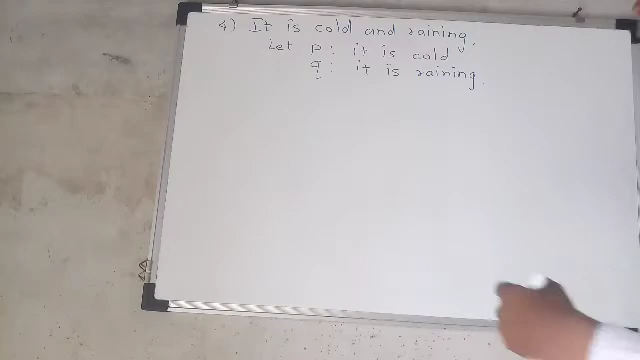 4) It is cold and raining.
Let p : it is cold
q : it is raining.